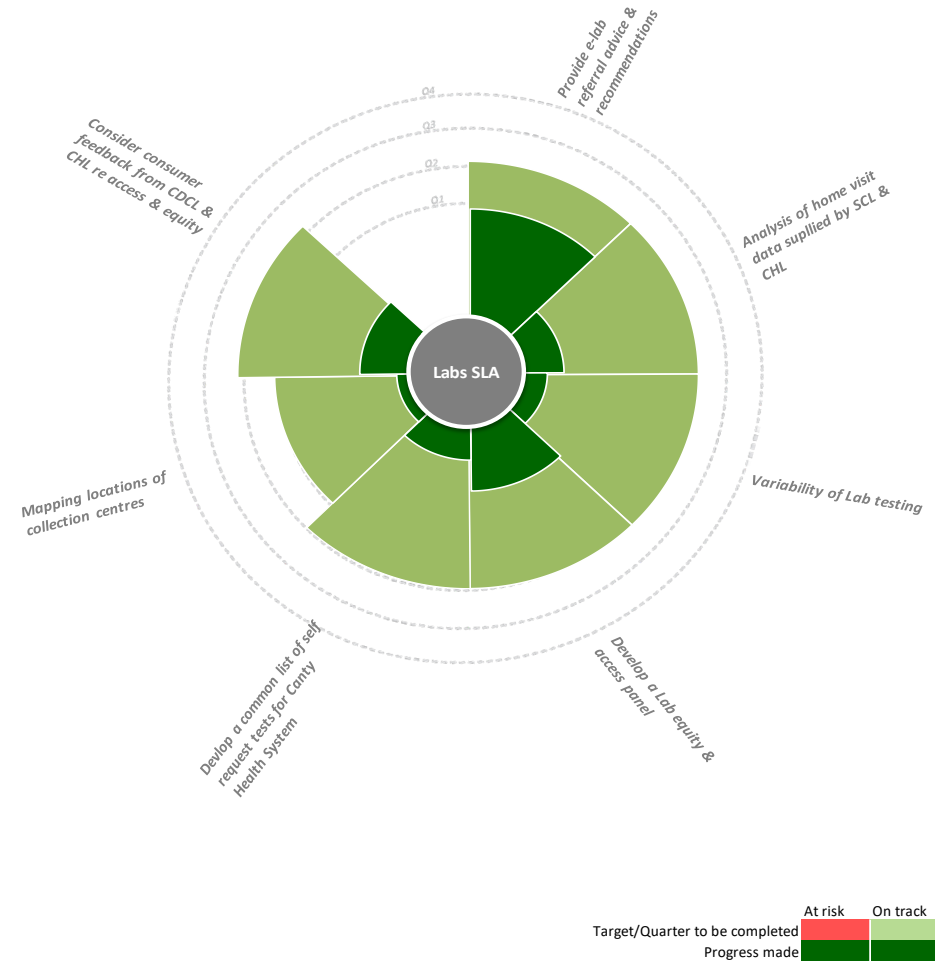 Provide e-lab
referral advice &
recommendations
Q4
Q3
Q2
Q1
Consider consumer
feedback from CDCL &
CHL re access & equity
Analysis of home visit
data supllied by SCL &
CHL
Labs SLA
Mapping locations of
collection centres
Variability of Lab testing
Devlop a common list of self
request tests for Canty
Health System
Develop a Lab equity &
access panel
At risk On track
Target/Quarter to be completed
Progress made